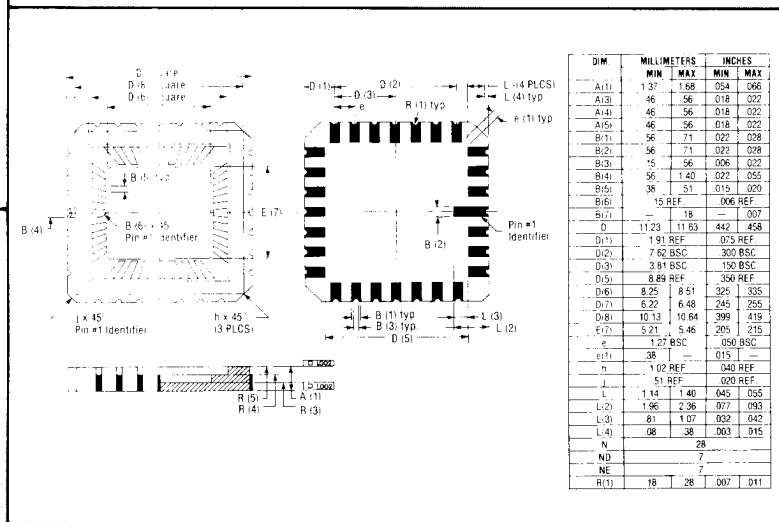 D (2)
D (1)
D (3)
e
R (1) typ
L (4 PLCS)
L (4) typ
e (1) typ
B (4)
E (7)
B (6) x 45
Pin #1 Identifier
B (2)
Pin #1
Identifier
j x 45°
Pin #1 Identifier
h x 45°
(3 PLCS)
B (1) typ
B (3) typ
L (3)
L (2)
D (5)
R (5)
R (4)
A (1)
R (3)
DIM. MILLIMETERS INCHES
MIN MAX MIN MAX
A(1) 1.37 1.68 .054 .066
A(3) .46 .56 .018 .022
A(4) .46 .56 .018 .022
A(5) .46 .56 .018 .022
B(1) .56 .71 .022 .028
B(2) .56 .71 .022 .028
B(3) .15 .56 .006 .022
B(4) .56 1.40 .022 .055
B(5) .38 .51 .015 .020
B(6) .15 REF. .006 REF.
B(7) — .18 — .007
D 11.23 11.63 .442 .458
D(1) 1.91 REF .075 REF.
D(2) 7.62 BSC .300 BSC
D(3) 3.81 BSC .150 BSC
D(5) 8.89 REF. .350 REF
D(6) 8.25 8.51 .325 .335
D(7) 6.22 6.48 .245 .255
D(8) 10.13 10.64 .399 .419
E(7) 5.21 5.46 .205 .215
e 1.27 BSC .050 BSC
e(1) .38 — .015 —
h 1.02 REF .040 REF.
j .51 REF .020 REF.
L 1.14 1.40 .045 .055
L(2) 1.96 2.36 .077 .093
L(3) .81 1.07 .032 .042
L(4) .08 .38 .003 .015
N 28
ND 7
NE 7
R(1) .18 .28 .007 .011